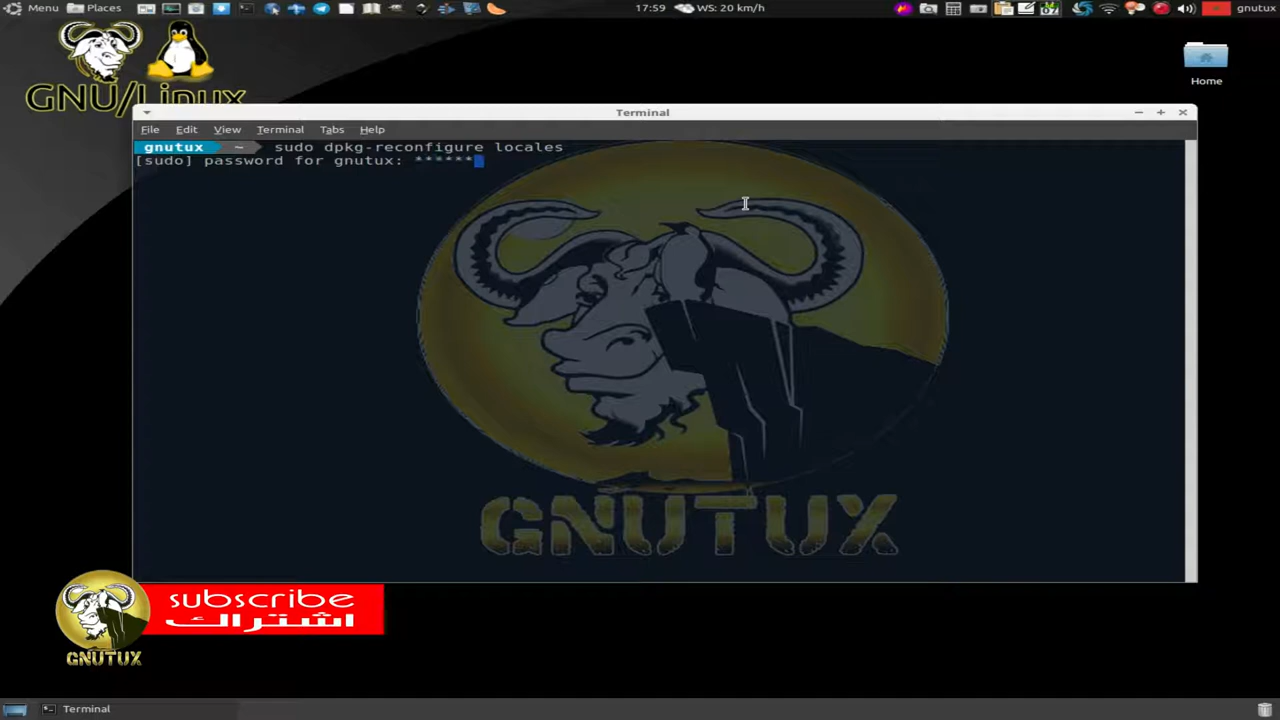 Menu Places 17:59 WS: 20 km/h gnutux
GNU/Linux
Home
Terminal
File Edit View Terminal Tabs Help
gnutux ~ sudo dpkg-reconfigure locales
[sudo] password for gnutux: ******
GNUTUX
subscribe
اشتراك
GNUTUX
Terminal